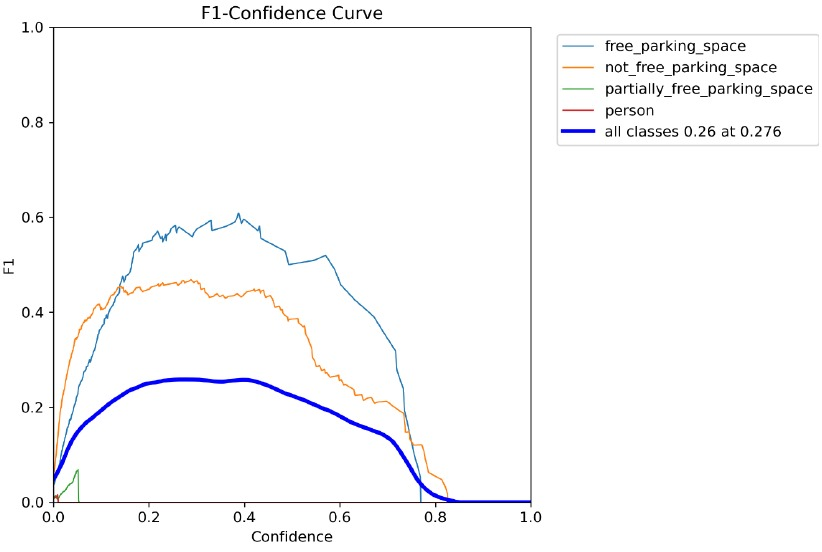 F1-Confidence Curve
1.0
0.8
0.6
0.4
0.2
0.0
F1
0.0 0.2 0.4 0.6 0.8 1.0
Confidence
free_parking_space
not_free_parking_space
partially_free_parking_space
person
all classes 0.26 at 0.276